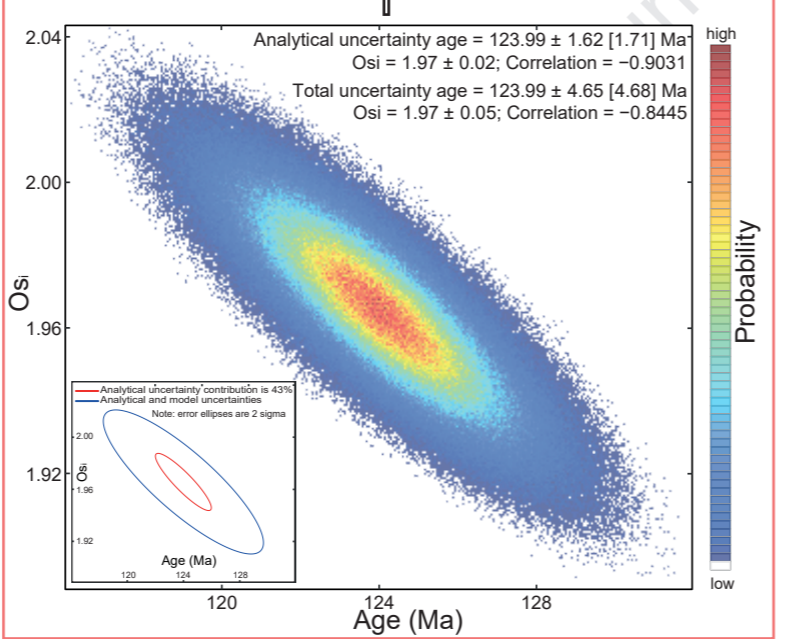 2.04
Analytical uncertainty age = 123.99 ± 1.62 [1.71] Ma
Osi = 1.97 ± 0.02; Correlation = −0.9031
Total uncertainty age = 123.99 ± 4.65 [4.68] Ma
Osi = 1.97 ± 0.05; Correlation = −0.8445
high
2.00
Osi
1.96
Probability
Analytical uncertainty contribution is 43%
Analytical and model uncertainties
Note: error ellipses are 2 sigma
2.00
Osi
1.96
1.92
Age (Ma)
120 124 128
1.92
low
120 124 128
Age (Ma)